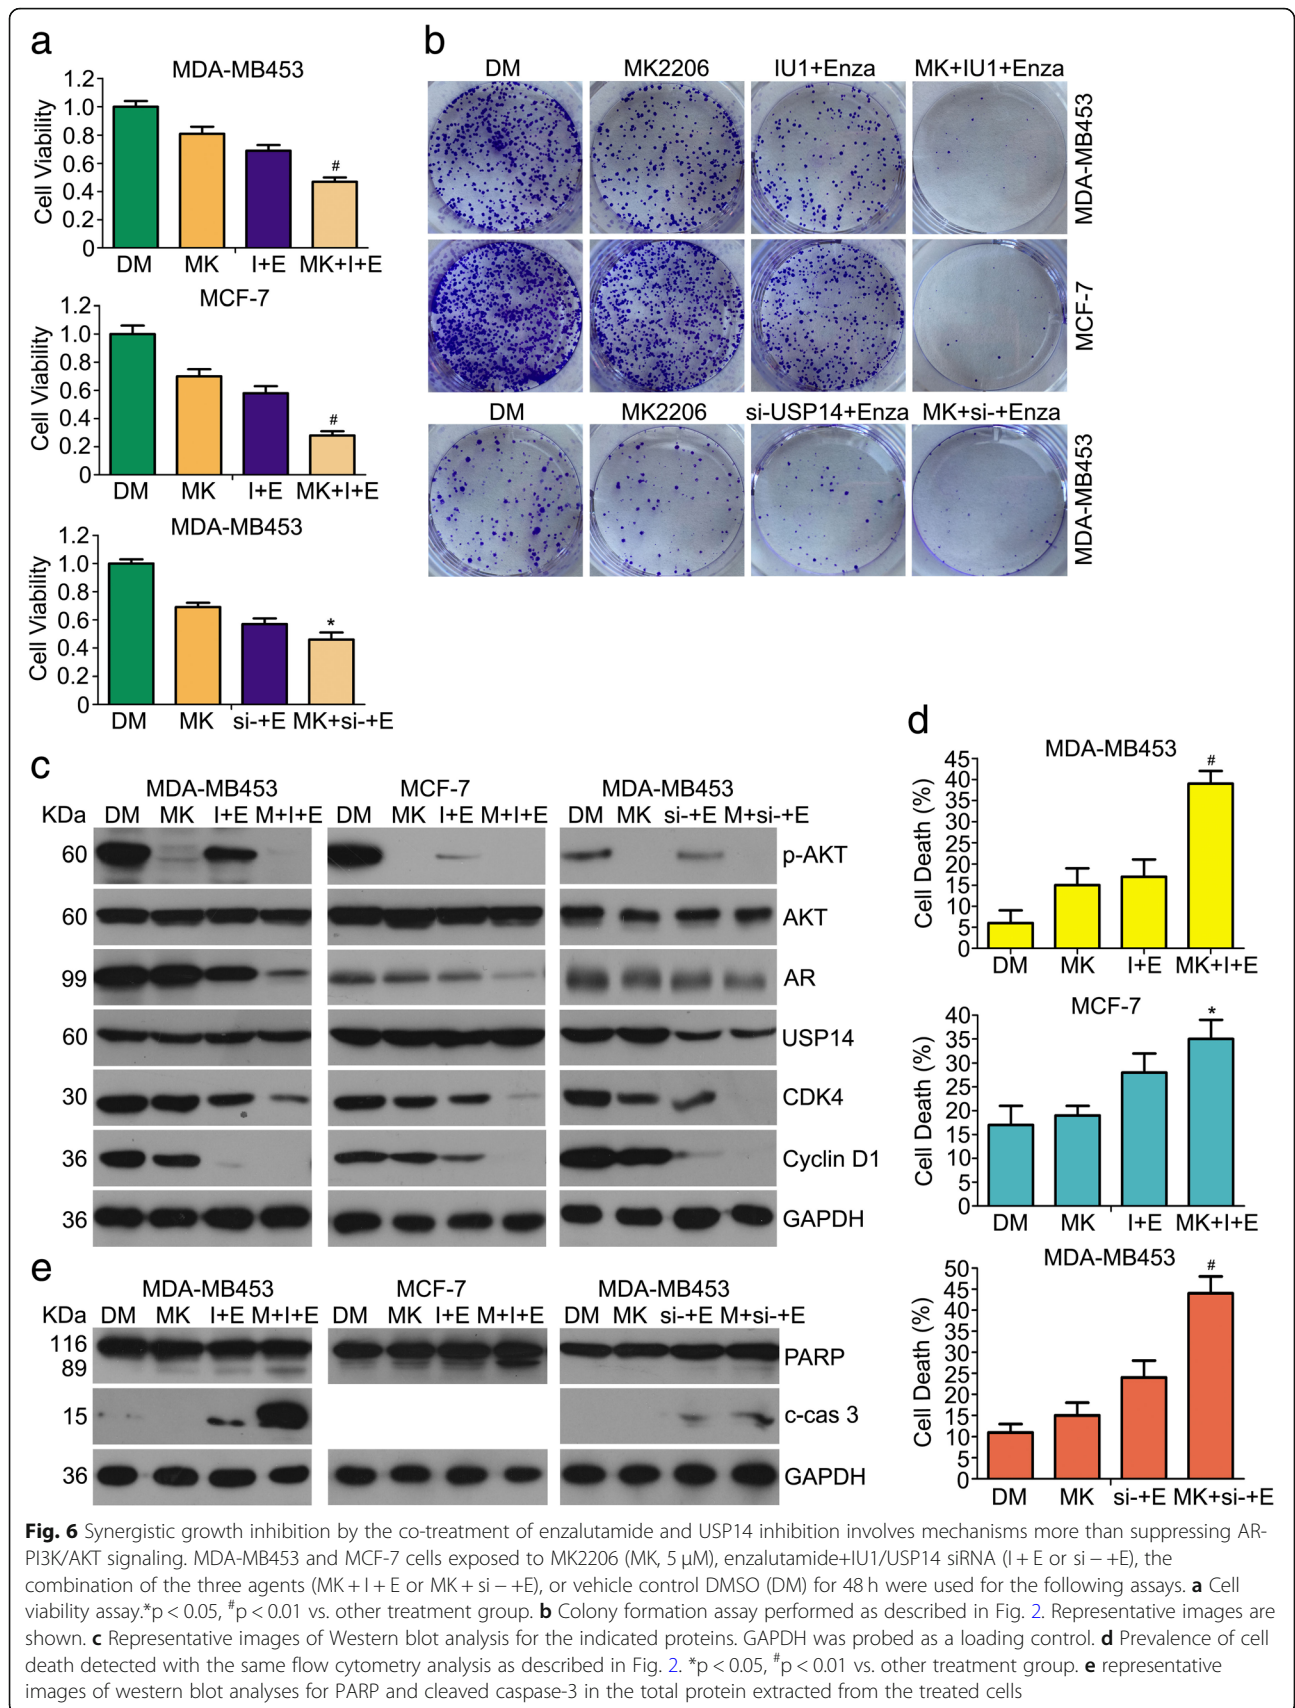 a
MDA-MB453
Cell Viability
1.2
1.0
0.8
0.6
0.4
0.2
0
#
DM MK I+E MK+I+E
MCF-7
Cell Viability
1.2
1.0
0.8
0.6
0.4
0.2
0
#
DM MK I+E MK+I+E
MDA-MB453
Cell Viability
1.2
1.0
0.8
0.6
0.4
0.2
0
*
DM MK si-+E MK+si-+E
b
DM MK2206 IU1+Enza MK+IU1+Enza
MDA-MB453
MCF-7
DM MK2206 si-USP14+Enza MK+si-+Enza
MDA-MB453
c
MDA-MB453 MCF-7 MDA-MB453
KDa DM MK I+E M+I+E DM MK I+E M+I+E DM MK si-+E M+si-+E
60 p-AKT
60 AKT
99 AR
60 USP14
30 CDK4
36 Cyclin D1
36 GAPDH
d
MDA-MB453
Cell Death (%)
45
40
35
30
25
20
15
10
5
0
#
DM MK I+E MK+I+E
MCF-7
Cell Death (%)
40
35
30
25
20
15
10
5
0
*
DM MK I+E MK+I+E
MDA-MB453
Cell Death (%)
50
45
40
35
30
25
20
15
10
5
0
#
DM MK si-+E MK+si-+E
e
MDA-MB453 MCF-7 MDA-MB453
KDa DM MK I+E M+I+E DM MK I+E M+I+E DM MK si-+E M+si-+E
116
89 PARP
15 c-cas 3
36 GAPDH
Fig. 6 Synergistic growth inhibition by the co-treatment of enzalutamide and USP14 inhibition involves mechanisms more than suppressing AR-
PI3K/AKT signaling. MDA-MB453 and MCF-7 cells exposed to MK2206 (MK, 5 μM), enzalutamide+IU1/USP14 siRNA (I + E or si − +E), the
combination of the three agents (MK + I + E or MK + si − +E), or vehicle control DMSO (DM) for 48 h were used for the following assays. a Cell
viability assay.*p < 0.05, #p < 0.01 vs. other treatment group. b Colony formation assay performed as described in Fig. 2. Representative images are
shown. c Representative images of Western blot analysis for the indicated proteins. GAPDH was probed as a loading control. d Prevalence of cell
death detected with the same flow cytometry analysis as described in Fig. 2. *p < 0.05, #p < 0.01 vs. other treatment group. e representative
images of western blot analyses for PARP and cleaved caspase-3 in the total protein extracted from the treated cells